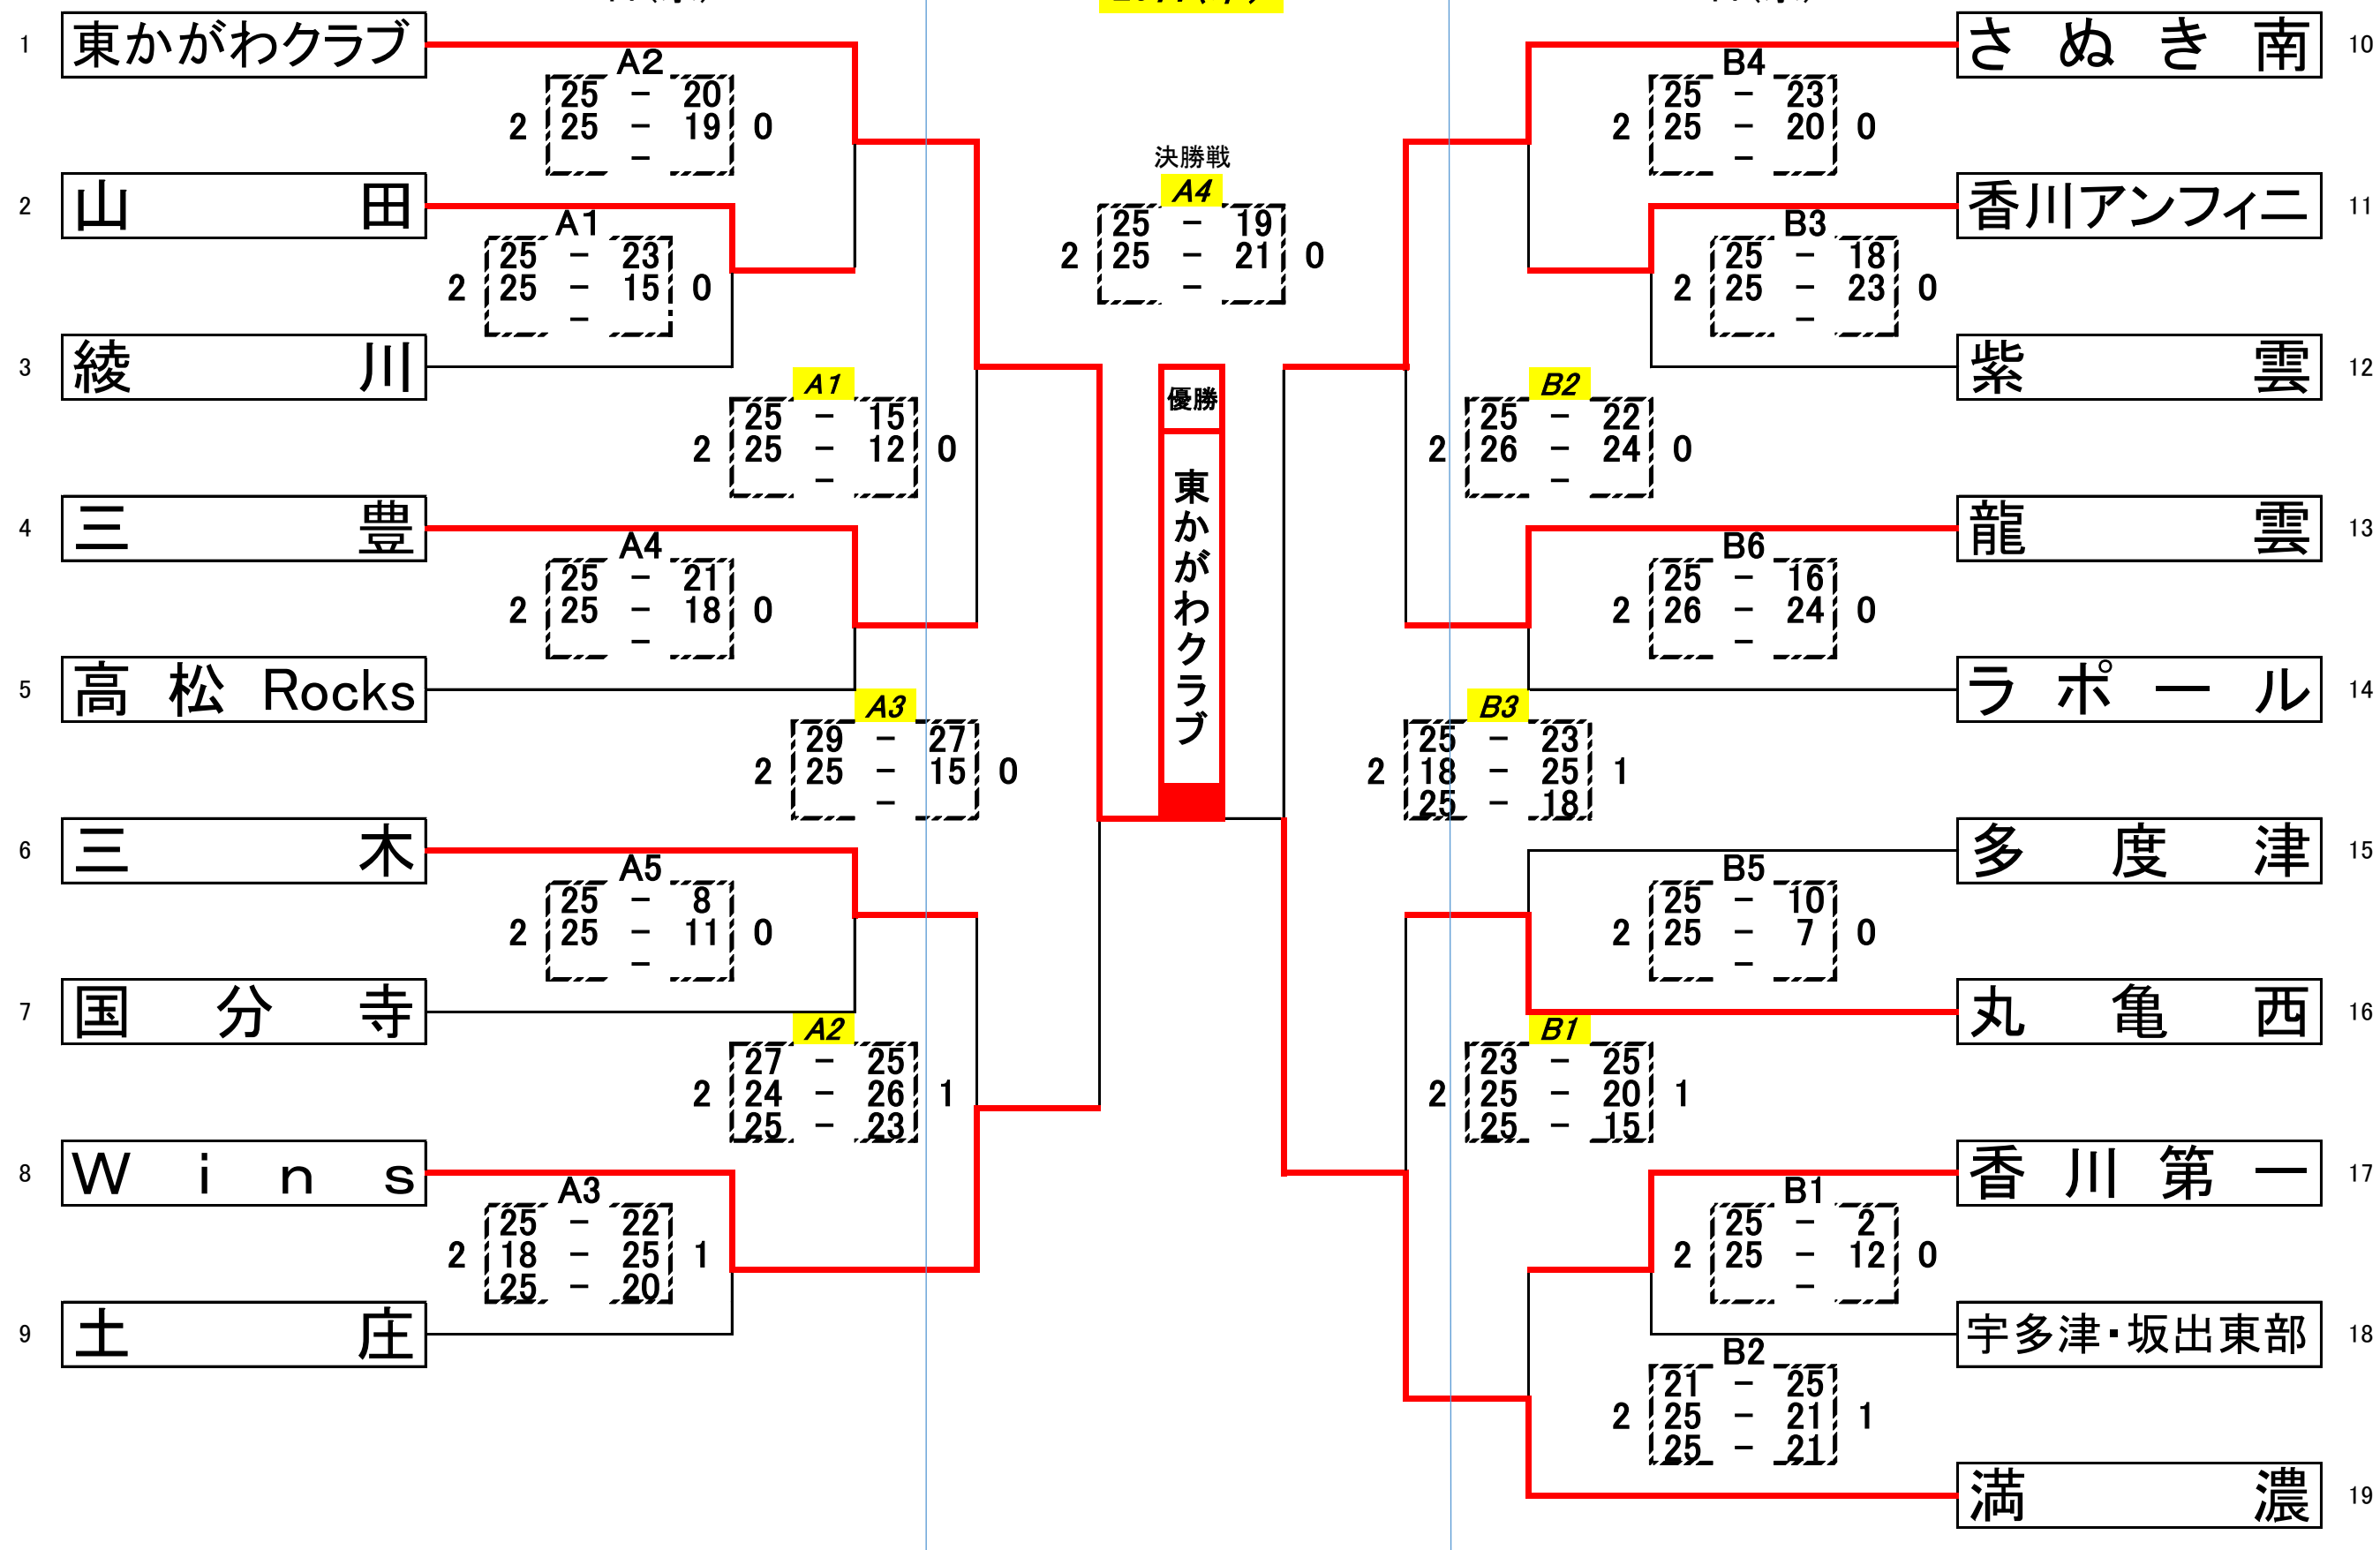 1 東かがわクラブ
A2
25 - 20
2 25 - 19 0
-
2 山田
A1
25 - 23
2 25 - 15 0
-
3 綾川
A1
25 - 15
2 25 - 12 0
-
4 三豊
A4
25 - 21
2 25 - 18 0
-
5 高松Rocks
A3
29 - 27
2 25 - 15 0
-
6 三木
A5
25 - 8
2 25 - 11 0
-
7 国分寺
A2
27 - 25
2 24 - 26 1
25 - 23
8 Wins
A3
25 - 22
2 18 - 25 1
25 - 20
9 土庄
決勝戦
A4
25 - 19
2 25 - 21 0
-
優勝
東かがわクラブ
さぬき南 10
B4
25 - 23
2 25 - 20 0
-
香川アンフィニ 11
B3
25 - 18
2 25 - 23 0
-
紫雲 12
B2
25 - 22
2 26 - 24 0
-
龍雲 13
B6
25 - 16
2 26 - 24 0
-
ラポール 14
B3
25 - 23
2 18 - 25 1
25 - 18
多度津 15
B5
25 - 10
2 25 - 7 0
-
丸亀西 16
B1
23 - 25
2 25 - 20 1
25 - 15
香川第一 17
B1
25 - 2
2 25 - 12 0
-
宇多津・坂出東部 18
B2
21 - 25
2 25 - 21 1
25 - 21
満濃 19